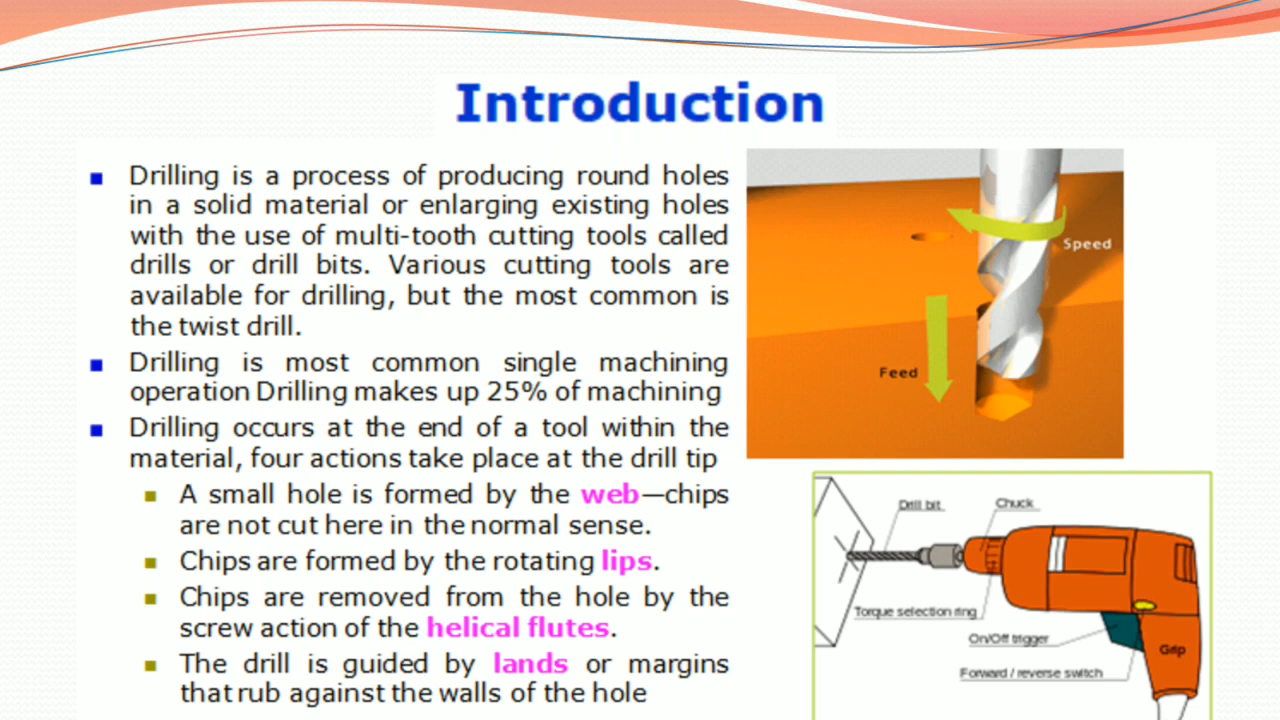 Introduction
Drilling is a process of producing round holes
in a solid material or enlarging existing holes
with the use of multi-tooth cutting tools called
drills or drill bits. Various cutting tools are
available for drilling, but the most common is
the twist drill.
Drilling is most common single machining
operation Drilling makes up 25% of machining
Drilling occurs at the end of a tool within the
material, four actions take place at the drill tip
A small hole is formed by the web—chips
are not cut here in the normal sense.
Chips are formed by the rotating lips.
Chips are removed from the hole by the
screw action of the helical flutes.
The drill is guided by lands or margins
that rub against the walls of the hole
Speed
Feed
Drill bit
Chuck
Torque selection ring
On/Off trigger
Grip
Forward / reverse switch